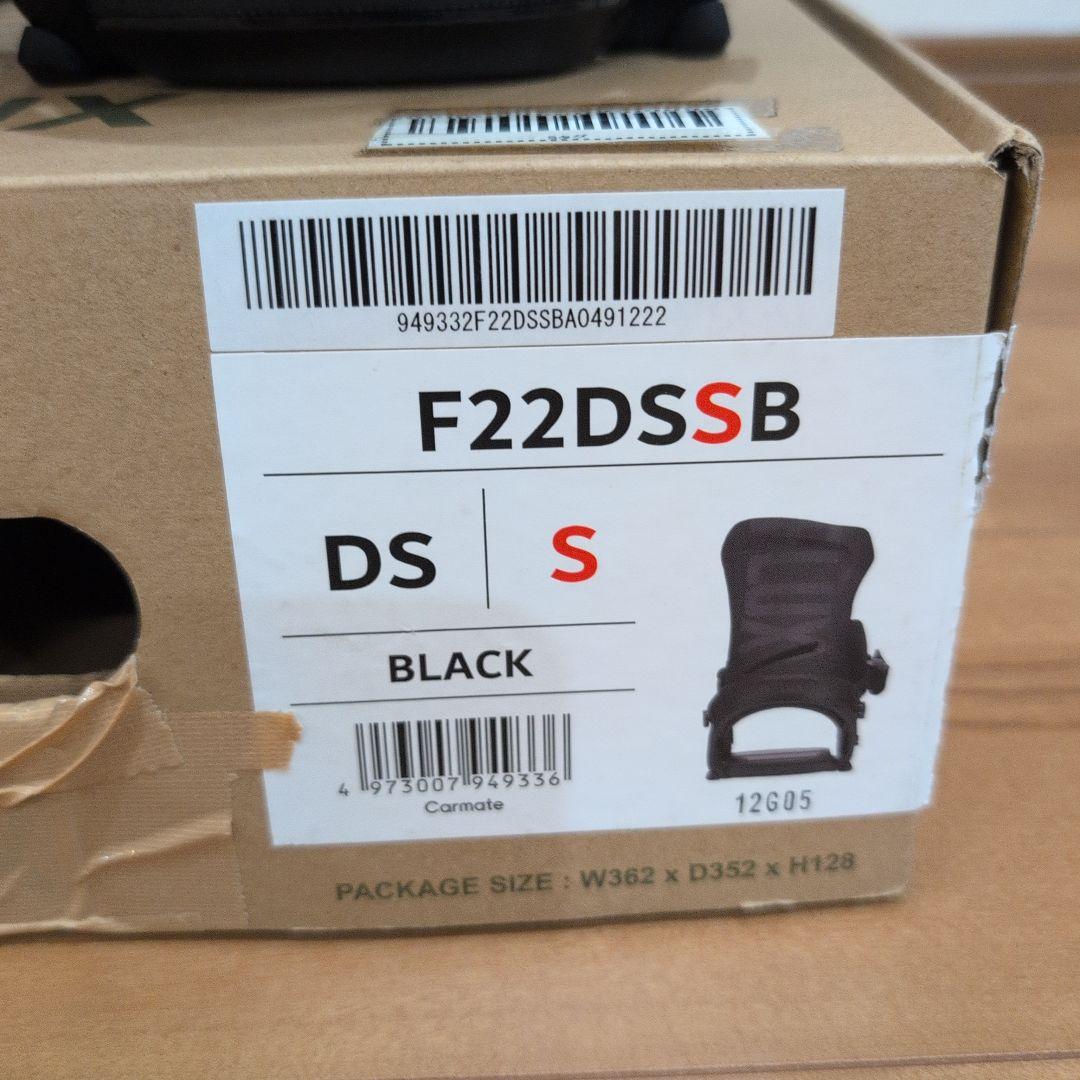 949332F22DSSBA0491222
F22DSSB
DS
S
BLACK
4 973007 949336
Carmate
12G05
PACKAGE SIZE : W362 x D352 x H128